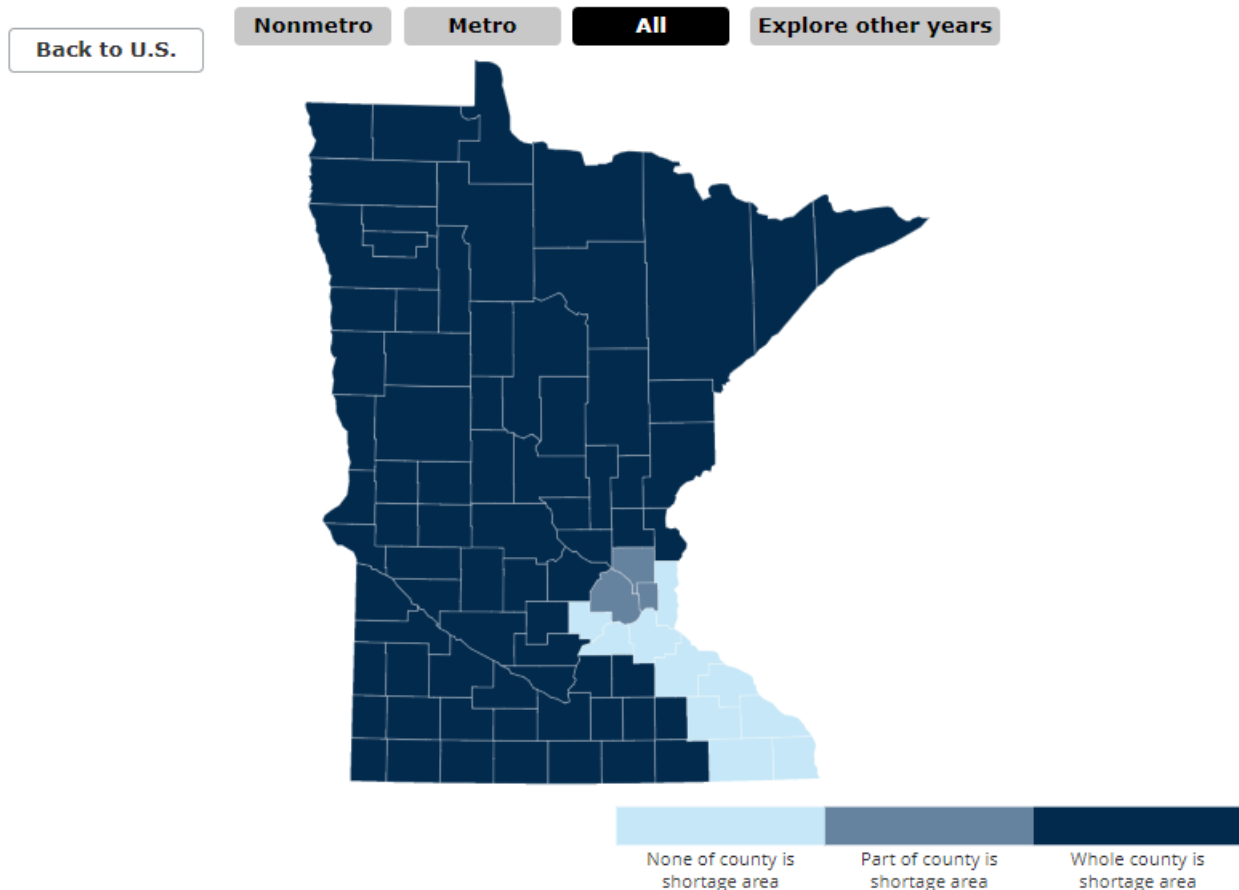 Back to U.S.
Nonmetro
Metro
All
Explore other years
None of county is
shortage area
Part of county is
shortage area
Whole county is
shortage area